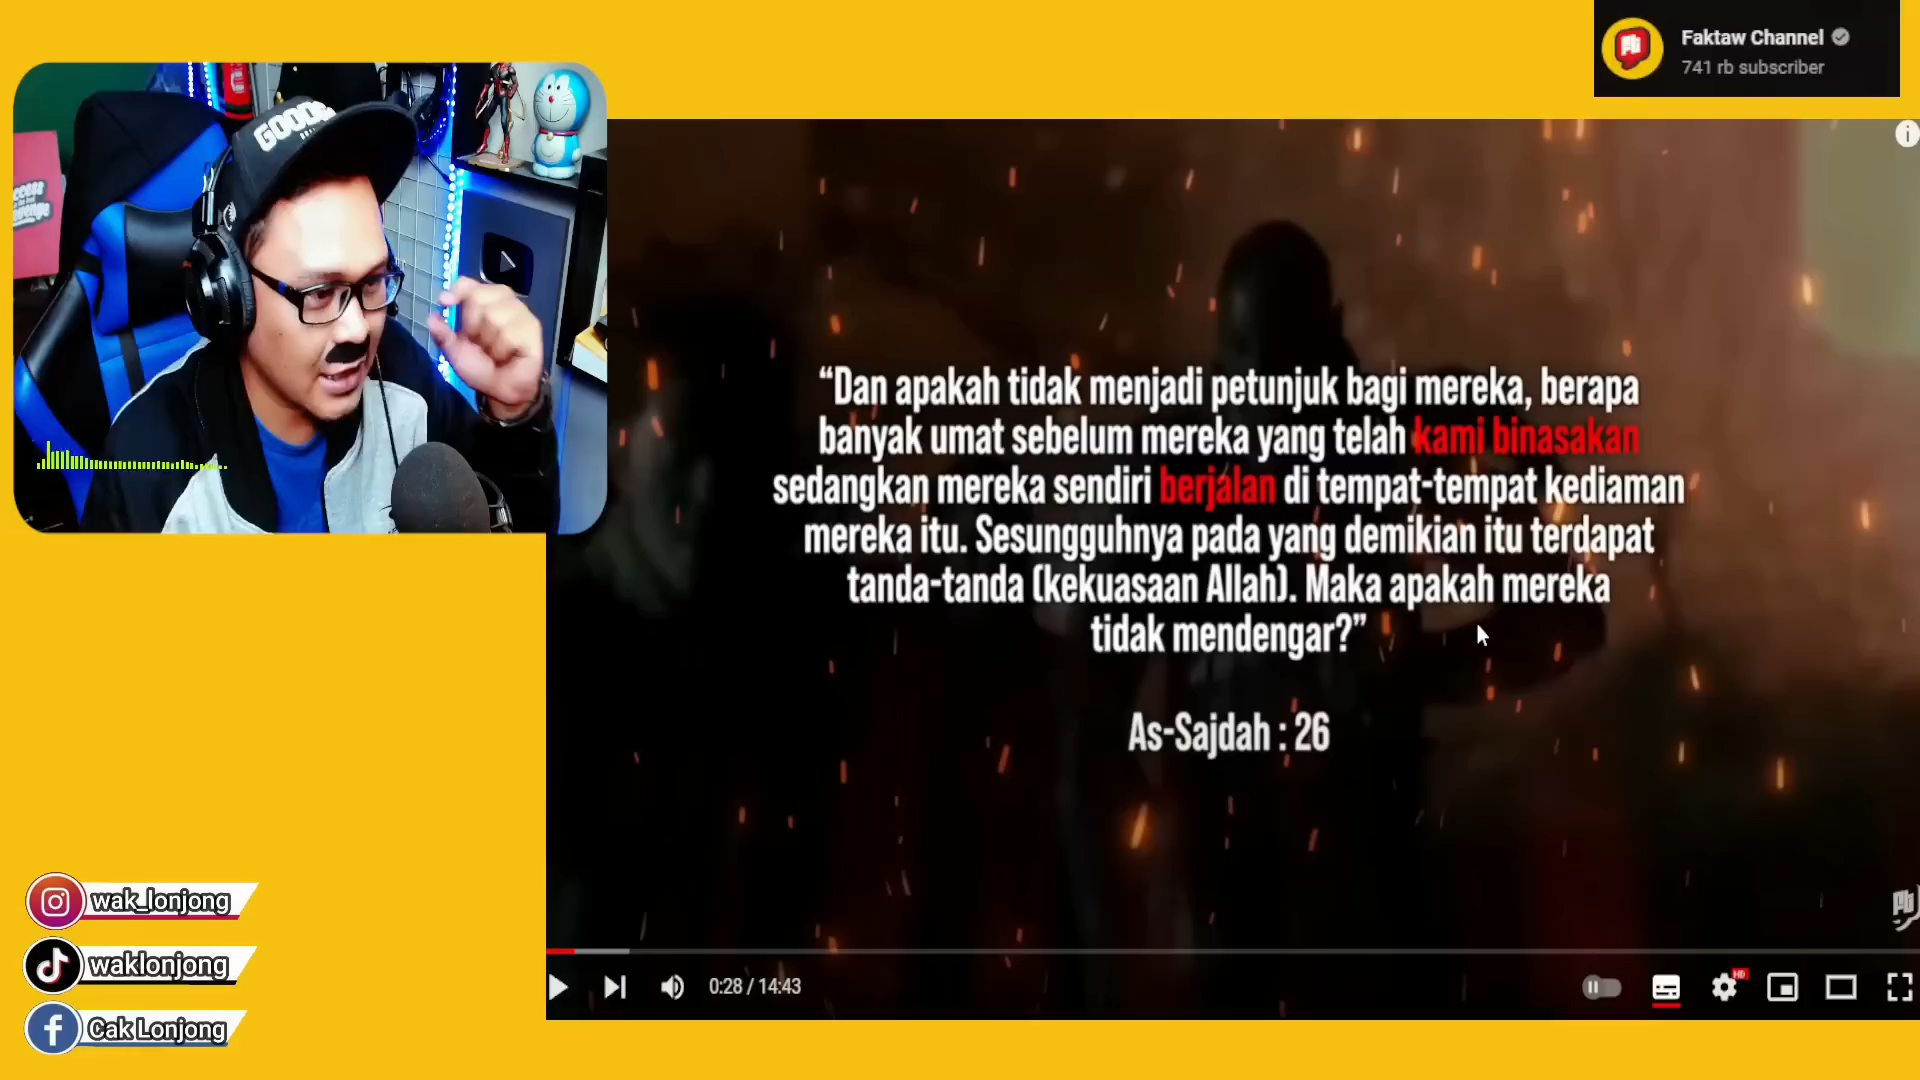 Faktaw Channel
741 rb subscriber
GOODS
“Dan apakah tidak menjadi petunjuk bagi mereka, berapa
banyak umat sebelum mereka yang telah kami binasakan
sedangkan mereka sendiri berjalan di tempat-tempat kediaman
mereka itu. Sesungguhnya pada yang demikian itu terdapat
tanda-tanda (kekuasaan Allah). Maka apakah mereka
tidak mendengar?”
As-Sajdah : 26
wak_lonjong
waklonjong
Cak Lonjong
0:28 / 14:43
HD